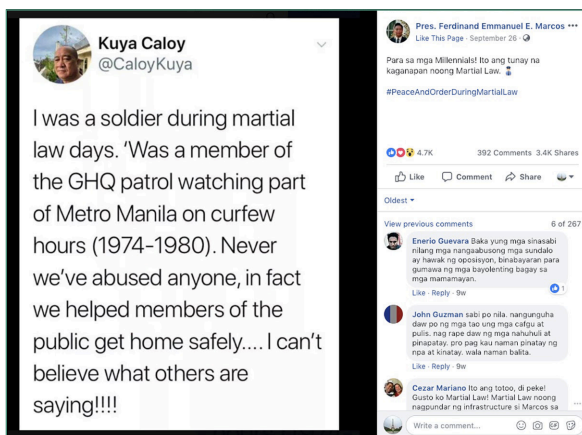 Kuya Caloy
@CaloyKuya
I was a soldier during martial
law days. 'Was a member of
the GHQ patrol watching part
of Metro Manila on curfew
hours (1974-1980). Never
we've abused anyone, in fact
we helped members of the
public get home safely.... I can't
believe what others are
saying!!!!
Pres. Ferdinand Emmanuel E. Marcos
Like This Page · September 26 ·
Para sa mga Millennials! Ito ang tunay na
kaganapan noong Martial Law.
#PeaceAndOrderDuringMartialLaw
4.7K
392 Comments 3.4K Shares
Like Comment Share
Oldest
View previous comments 6 of 267
Enerio Guevara Baka yung mga sinasabi
nilang mga nangaabusong mga sundalo
ay hawak ng oposisyon, binabayaran para
gumawa ng mga bayolenting bagay sa
mga mamamayan.
1
Like · Reply · 9w
John Guzman sabi po nila. nangunguha
daw po ng mga tao ung mga cafgu at
pulis. nag rape daw ng mga nahuhuli at
pinapatay. pro pag kau naman pinatay ng
npa at kinatay. wala naman balita.
Like · Reply · 9w
Cezar Mariano Ito ang totoo, di peke!
Gusto ko Martial Law! Martial Law noong
nagpundar ng infrastructure si Marcos sa
Write a comment...
GIF